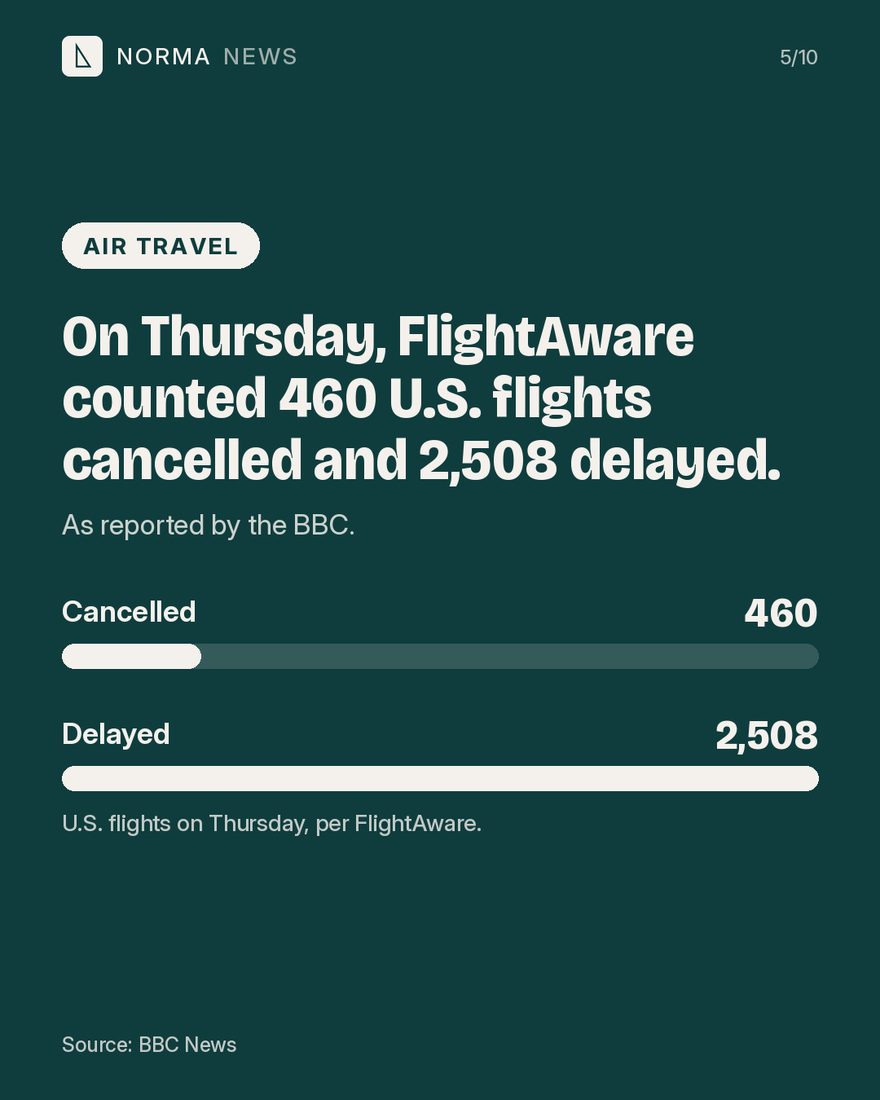 NORMA NEWS
5/10
AIR TRAVEL
On Thursday, FlightAware
counted 460 U.S. flights
cancelled and 2,508 delayed.
As reported by the BBC.
Cancelled 460
Delayed 2,508
U.S. flights on Thursday, per FlightAware.
Source: BBC News